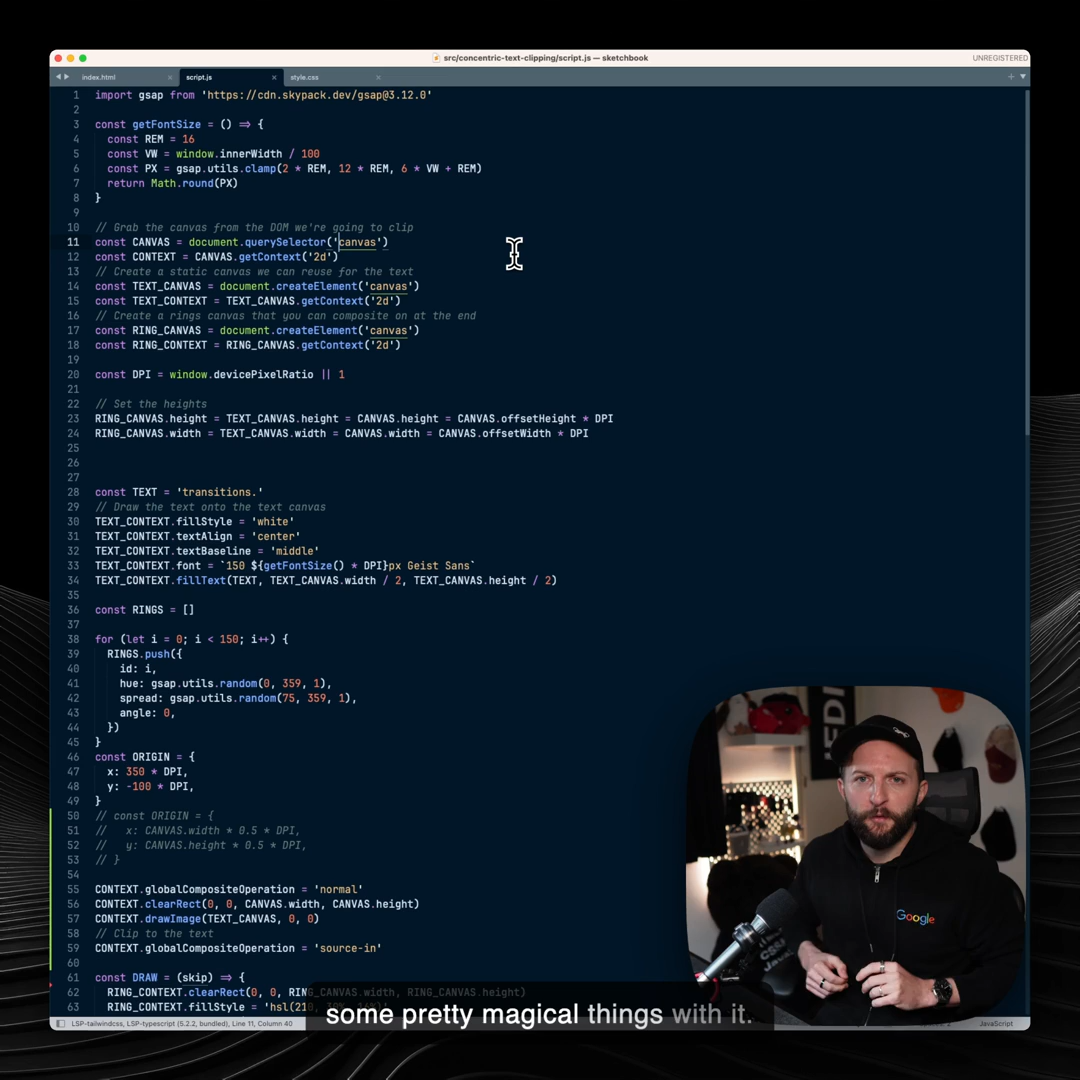 src/concentric-text-clipping/script.js — sketchbook
UNREGISTERED
index.html
script.js
style.css
1 import gsap from 'https://cdn.skypack.dev/gsap@3.12.0'
2
3 const getFontSize = () => {
4 const REM = 16
5 const VW = window.innerWidth / 100
6 const PX = gsap.utils.clamp(2 * REM, 12 * REM, 6 * VW + REM)
7 return Math.round(PX)
8 }
9
10 // Grab the canvas from the DOM we're going to clip
11 const CANVAS = document.querySelector('canvas')
12 const CONTEXT = CANVAS.getContext('2d')
13 // Create a static canvas we can reuse for the text
14 const TEXT_CANVAS = document.createElement('canvas')
15 const TEXT_CONTEXT = TEXT_CANVAS.getContext('2d')
16 // Create a rings canvas that you can composite on at the end
17 const RING_CANVAS = document.createElement('canvas')
18 const RING_CONTEXT = RING_CANVAS.getContext('2d')
19
20 const DPI = window.devicePixelRatio || 1
21
22 // Set the heights
23 RING_CANVAS.height = TEXT_CANVAS.height = CANVAS.height = CANVAS.offsetHeight * DPI
24 RING_CANVAS.width = TEXT_CANVAS.width = CANVAS.width = CANVAS.offsetWidth * DPI
25
26
27
28 const TEXT = 'transitions.'
29 // Draw the text onto the text canvas
30 TEXT_CONTEXT.fillStyle = 'white'
31 TEXT_CONTEXT.textAlign = 'center'
32 TEXT_CONTEXT.textBaseline = 'middle'
33 TEXT_CONTEXT.font = `150 ${getFontSize() * DPI}px Geist Sans`
34 TEXT_CONTEXT.fillText(TEXT, TEXT_CANVAS.width / 2, TEXT_CANVAS.height / 2)
35
36 const RINGS = []
37
38 for (let i = 0; i < 150; i++) {
39 RINGS.push({
40 id: i,
41 hue: gsap.utils.random(0, 359, 1),
42 spread: gsap.utils.random(75, 359, 1),
43 angle: 0,
44 })
45 }
46 const ORIGIN = {
47 x: 350 * DPI,
48 y: -100 * DPI,
49 }
50 // const ORIGIN = {
51 // x: CANVAS.width * 0.5 * DPI,
52 // y: CANVAS.height * 0.5 * DPI,
53 // }
54
55 CONTEXT.globalCompositeOperation = 'normal'
56 CONTEXT.clearRect(0, 0, CANVAS.width, CANVAS.height)
57 CONTEXT.drawImage(TEXT_CANVAS, 0, 0)
58 // Clip to the text
59 CONTEXT.globalCompositeOperation = 'source-in'
60
61 const DRAW = (skip) => {
62 RING_CONTEXT.clearRect(0, 0, RING_CANVAS.width, RING_CANVAS.height)
63 RING_CONTEXT.fillStyle = 'hsl(210
Google
some pretty magical things with it.
LSP-tailwindcss, LSP-typescript (5.2.2, bundled), Line 11, Column 40
JavaScript